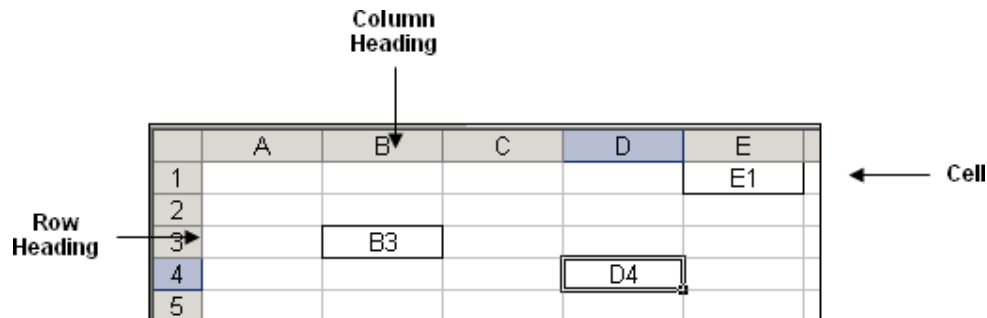 Column
Heading
A B C D E
1 E1
Cell
2
Row
Heading
3 B3
4 D4
5